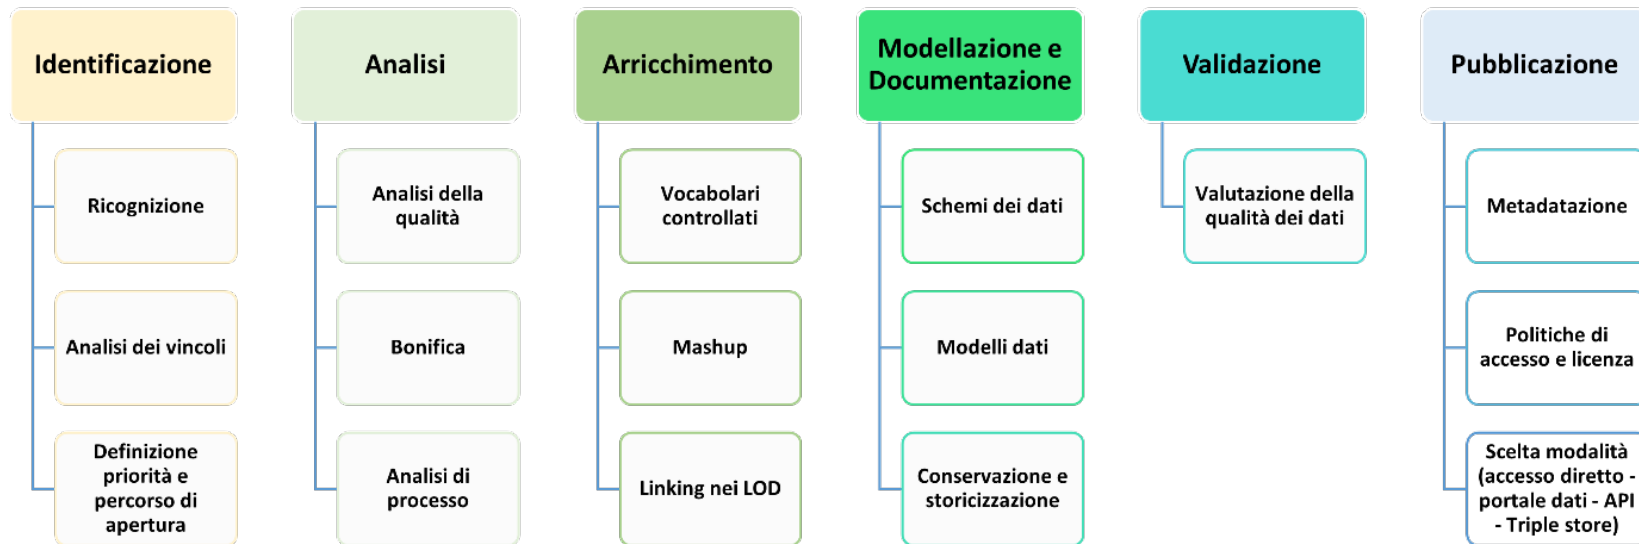 Identificazione
Ricognizione
Analisi dei vincoli
Definizione
priorità e
percorso di
apertura
Analisi
Analisi della
qualità
Bonifica
Analisi di
processo
Arricchimento
Vocabolari
controllati
Mashup
Linking nei LOD
Modellazione e
Documentazione
Schemi dei dati
Modelli dati
Conservazione e
storicizzazione
Validazione
Valutazione della
qualità dei dati
Pubblicazione
Metadatazione
Politiche di
accesso e licenza
Scelta modalità
(accesso diretto -
portale dati - API
- Triple store)